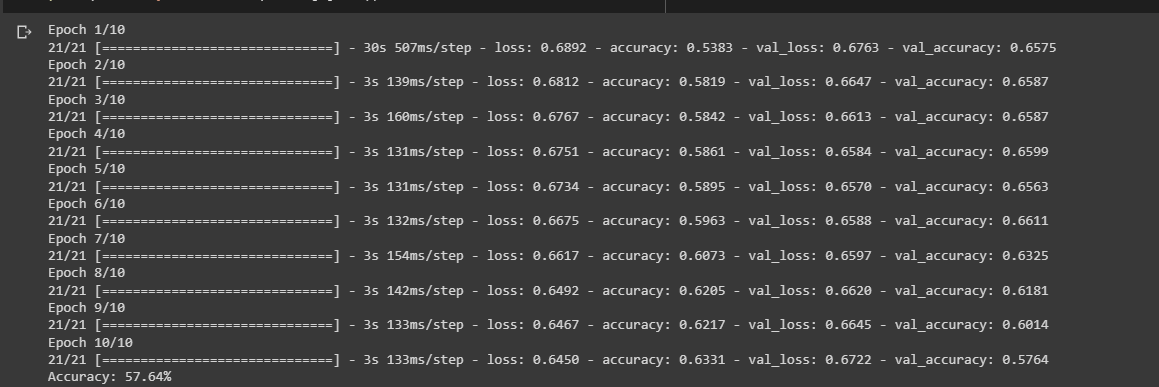 Epoch 1/10
21/21 [==============================] - 30s 507ms/step - loss: 0.6892 - accuracy: 0.5383 - val_loss: 0.6763 - val_accuracy: 0.6575
Epoch 2/10
21/21 [==============================] - 3s 139ms/step - loss: 0.6812 - accuracy: 0.5819 - val_loss: 0.6647 - val_accuracy: 0.6587
Epoch 3/10
21/21 [==============================] - 3s 160ms/step - loss: 0.6767 - accuracy: 0.5842 - val_loss: 0.6613 - val_accuracy: 0.6587
Epoch 4/10
21/21 [==============================] - 3s 131ms/step - loss: 0.6751 - accuracy: 0.5861 - val_loss: 0.6584 - val_accuracy: 0.6599
Epoch 5/10
21/21 [==============================] - 3s 131ms/step - loss: 0.6734 - accuracy: 0.5895 - val_loss: 0.6570 - val_accuracy: 0.6563
Epoch 6/10
21/21 [==============================] - 3s 132ms/step - loss: 0.6675 - accuracy: 0.5963 - val_loss: 0.6588 - val_accuracy: 0.6611
Epoch 7/10
21/21 [==============================] - 3s 154ms/step - loss: 0.6617 - accuracy: 0.6073 - val_loss: 0.6597 - val_accuracy: 0.6325
Epoch 8/10
21/21 [==============================] - 3s 142ms/step - loss: 0.6492 - accuracy: 0.6205 - val_loss: 0.6620 - val_accuracy: 0.6181
Epoch 9/10
21/21 [==============================] - 3s 133ms/step - loss: 0.6467 - accuracy: 0.6217 - val_loss: 0.6645 - val_accuracy: 0.6014
Epoch 10/10
21/21 [==============================] - 3s 133ms/step - loss: 0.6450 - accuracy: 0.6331 - val_loss: 0.6722 - val_accuracy: 0.5764
Accuracy: 57.64%